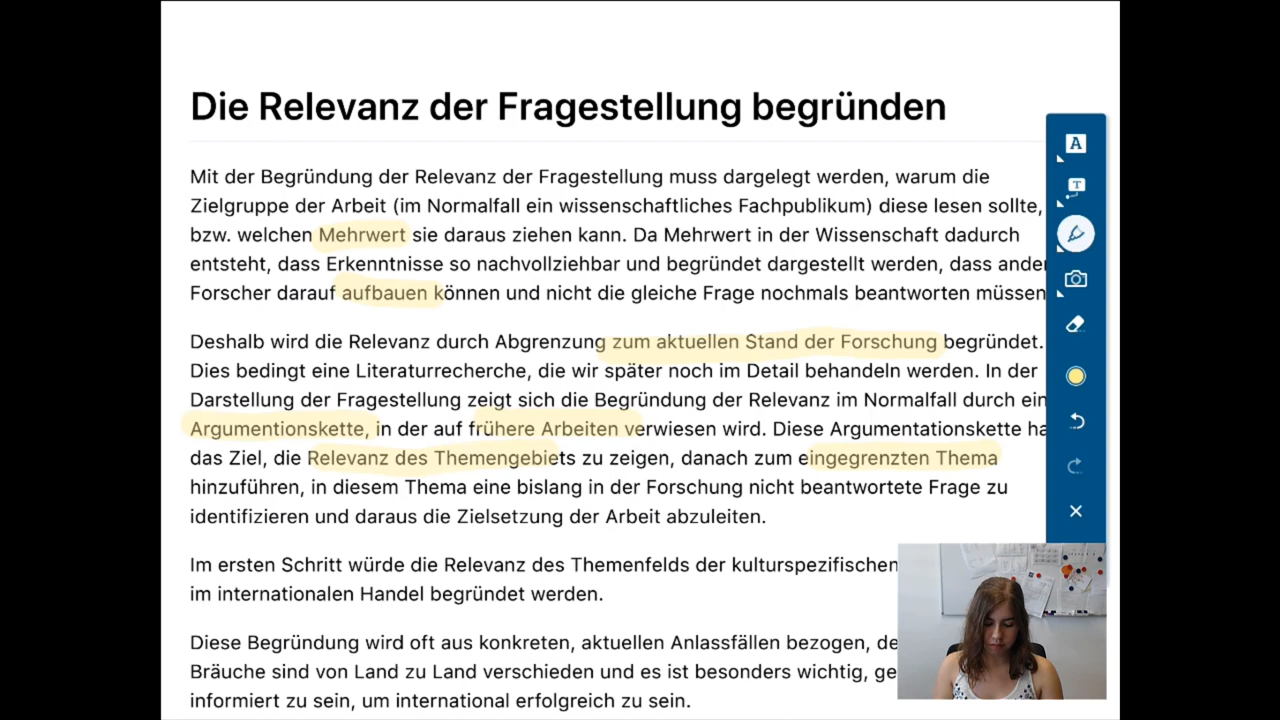 Die Relevanz der Fragestellung begründen
Mit der Begründung der Relevanz der Fragestellung muss dargelegt werden, warum die
Zielgruppe der Arbeit (im Normalfall ein wissenschaftliches Fachpublikum) diese lesen sollte,
bzw. welchen Mehrwert sie daraus ziehen kann. Da Mehrwert in der Wissenschaft dadurch
entsteht, dass Erkenntnisse so nachvollziehbar und begründet dargestellt werden, dass ander
Forscher darauf aufbauen können und nicht die gleiche Frage nochmals beantworten müssen
Deshalb wird die Relevanz durch Abgrenzung zum aktuellen Stand der Forschung begründet.
Dies bedingt eine Literaturrecherche, die wir später noch im Detail behandeln werden. In der
Darstellung der Fragestellung zeigt sich die Begründung der Relevanz im Normalfall durch ein
Argumentionskette, in der auf frühere Arbeiten verwiesen wird. Diese Argumentationskette ha
das Ziel, die Relevanz des Themengebiets zu zeigen, danach zum eingegrenzten Thema
hinzuführen, in diesem Thema eine bislang in der Forschung nicht beantwortete Frage zu
identifizieren und daraus die Zielsetzung der Arbeit abzuleiten.
Im ersten Schritt würde die Relevanz des Themenfelds der kulturspezifischen
im internationalen Handel begründet werden.
Diese Begründung wird oft aus konkreten, aktuellen Anlassfällen bezogen, de
Bräuche sind von Land zu Land verschieden und es ist besonders wichtig, ge
informiert zu sein, um international erfolgreich zu sein.
A
T